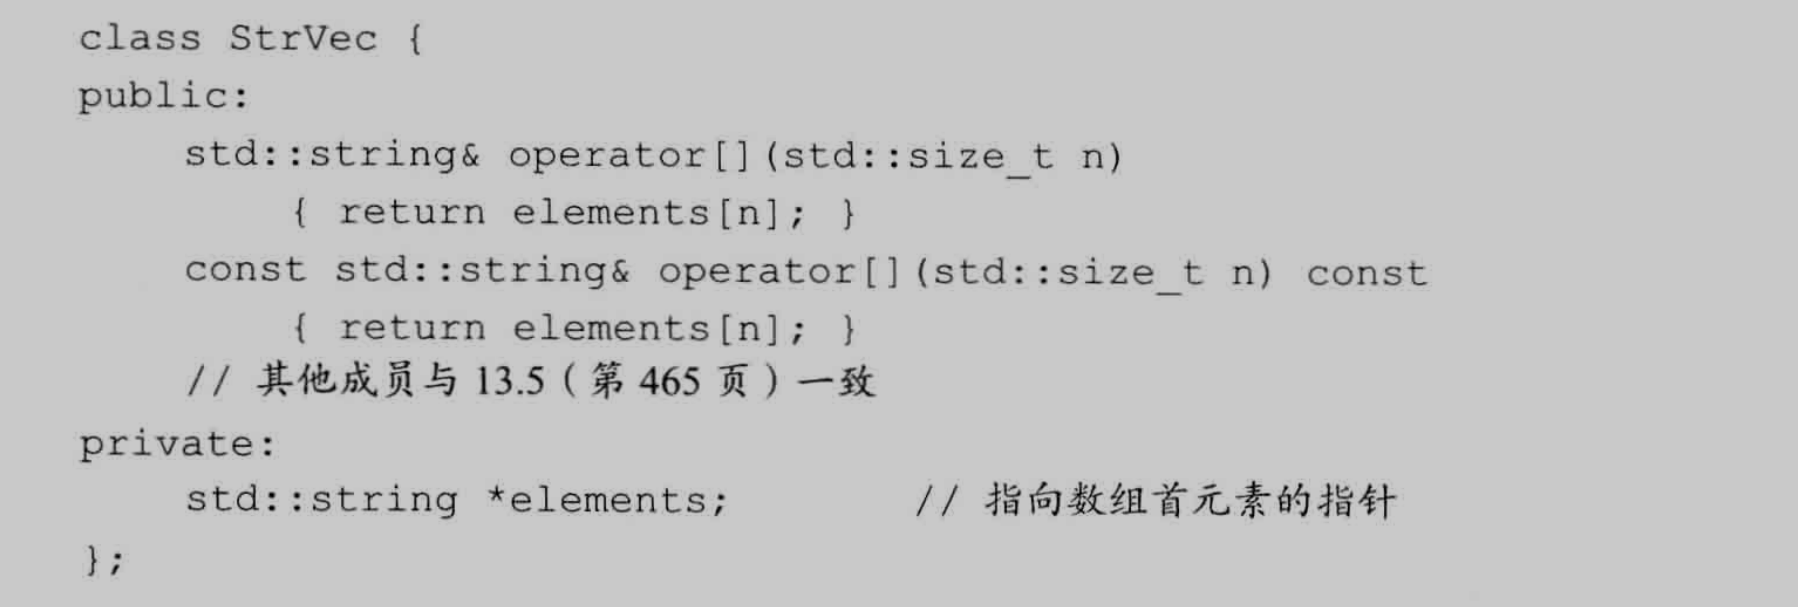 class StrVec {
public:
    std::string& operator[](std::size_t n)
        { return elements[n]; }
    const std::string& operator[](std::size_t n) const
        { return elements[n]; }
    // 其他成员与 13.5（第 465 页）一致
private:
    std::string *elements;        // 指向数组首元素的指针
};